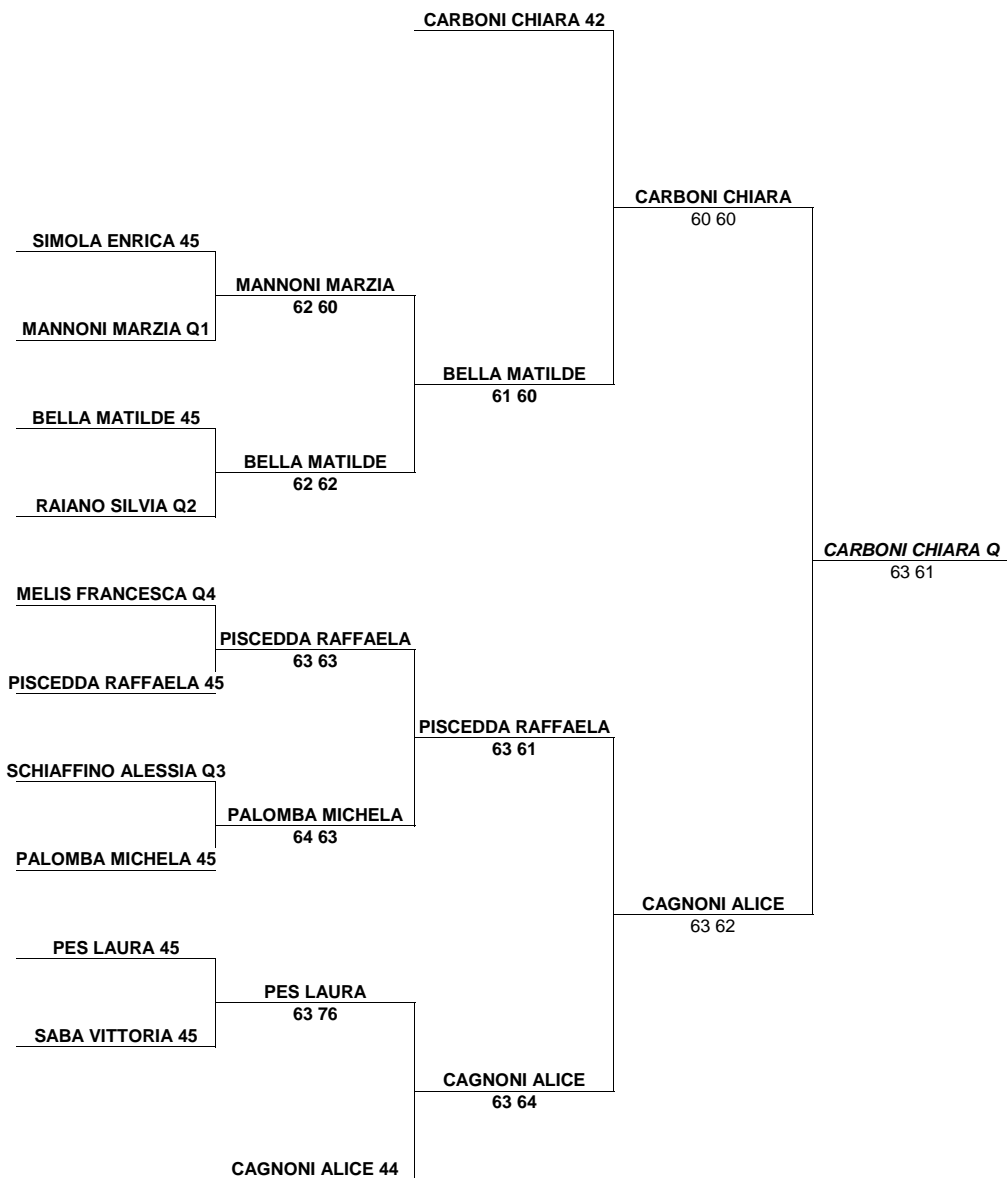 CARBONI CHIARA 42
CARBONI CHIARA
60 60
SIMOLA ENRICA 45
MANNONI MARZIA
62 60
MANNONI MARZIA Q1
BELLA MATILDE
61 60
BELLA MATILDE 45
BELLA MATILDE
62 62
RAIANO SILVIA Q2
CARBONI CHIARA Q
63 61
MELIS FRANCESCA Q4
PISCEDDA RAFFAELA
63 63
PISCEDDA RAFFAELA 45
PISCEDDA RAFFAELA
63 61
SCHIAFFINO ALESSIA Q3
PALOMBA MICHELA
64 63
PALOMBA MICHELA 45
CAGNONI ALICE
63 62
PES LAURA 45
PES LAURA
63 76
SABA VITTORIA 45
CAGNONI ALICE
63 64
CAGNONI ALICE 44